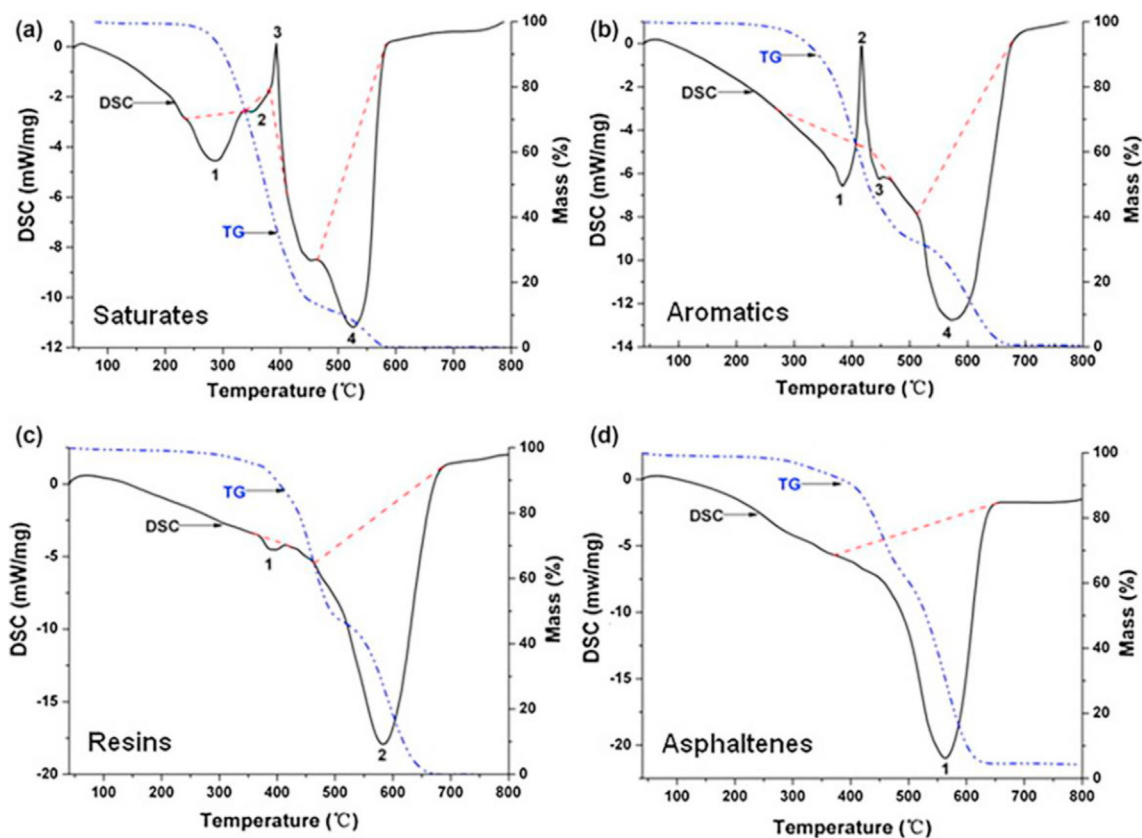 (a)
3
0
100
-2
80
DSC
2
-4
60
1
-6
40
TG
-8
20
-10
Saturates
4
-12
0
100 200 300 400 500 600 700 800
Temperature (℃)
DSC (mW/mg)
Mass (%)
(b)
2
0
100
TG
-2
80
DSC
-4
60
-6
1
3
-8
40
-10
20
-12
Aromatics
4
-14
0
100 200 300 400 500 600 700 800
Temperature (℃)
DSC (mW/mg)
Mass (%)
(c)
100
0
TG
80
DSC
-5
1
60
-10
40
-15
20
Resins
2
-20
0
100 200 300 400 500 600 700 800
Temperature (℃)
DSC (mW/mg)
Mass (%)
(d)
100
0
TG
80
DSC
-5
60
-10
40
-15
20
-20
Asphaltenes
1
0
100 200 300 400 500 600 700 800
Temperature (℃)
DSC (mw/mg)
Mass (%)